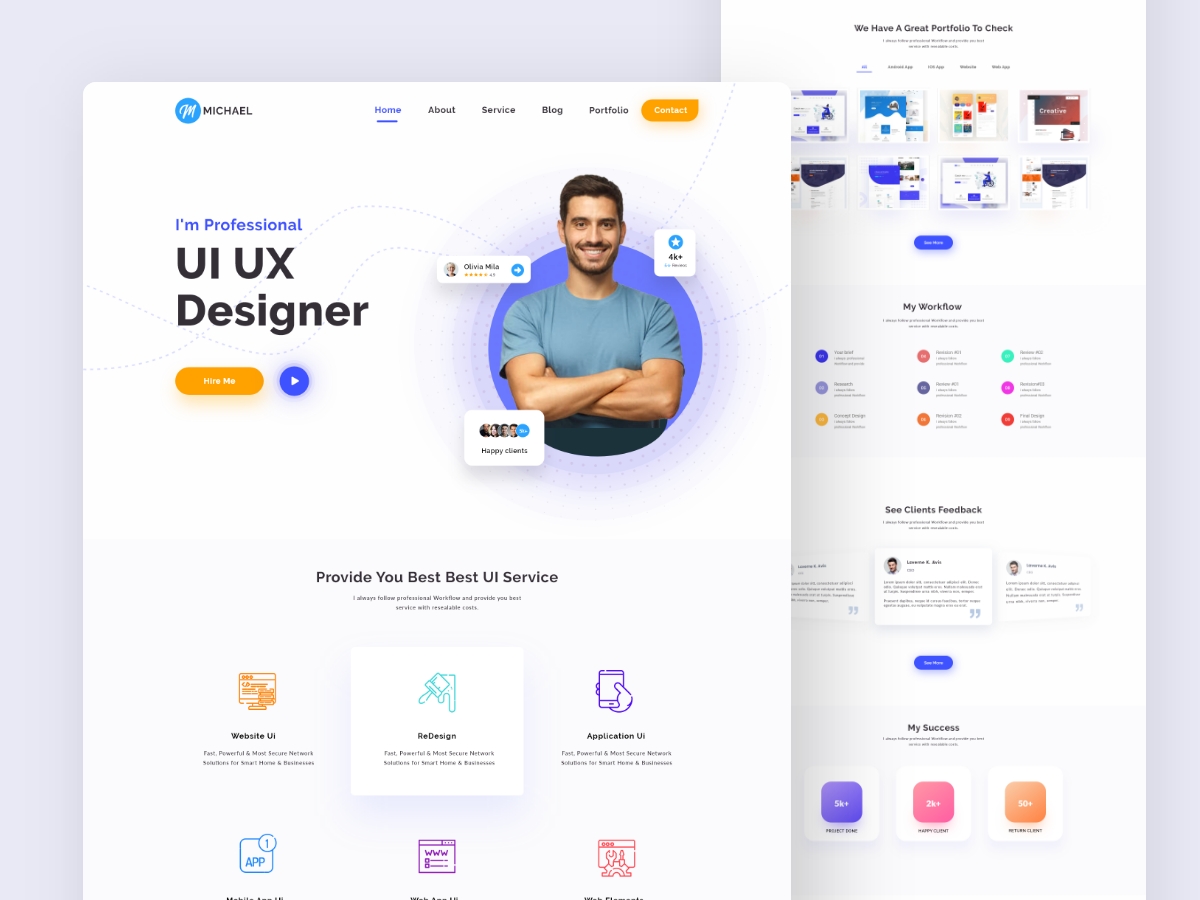 MICHAEL
Home
About
Service
Blog
Portfolio
Contact
I'm Professional
UI UX
Designer
Hire Me
Olivia Mila
4k+
5k+
Happy clients
Provide You Best Best UI Service
I always follow professional Workflow and provide you best
service with resealable costs.
Website Ui
Fast, Powerful & Most Secure Network
Solutions for Smart Home & Businesses
ReDesign
Fast, Powerful & Most Secure Network
Solutions for Smart Home & Businesses
Application Ui
Fast, Powerful & Most Secure Network
Solutions for Smart Home & Businesses
APP
1
WWW
Mobile App Ui
Web App Ui
Web Elements
We Have A Great Portfolio To Check
I always follow professional Workflow and provide you best
service with resealable costs.
All
Android App
iOS App
Website
Web App
Creative
See More
My Workflow
I always follow professional Workflow and provide you best
service with resealable costs.
01
Your brief
Revision #01
Review #02
Research
Review #01
Revision#03
Concept Design
Revision #02
Final Design
See Clients Feedback
I always follow professional Workflow and provide you best
service with resealable costs.
Laverne K. Avis
CEO
Laverne K. Avis
Laverne K. Avis
See More
My Success
I always follow professional Workflow and provide you best
service with resealable costs.
5k+
PROJECT DONE
2k+
HAPPY CLIENT
50+
RETURN CLIENT